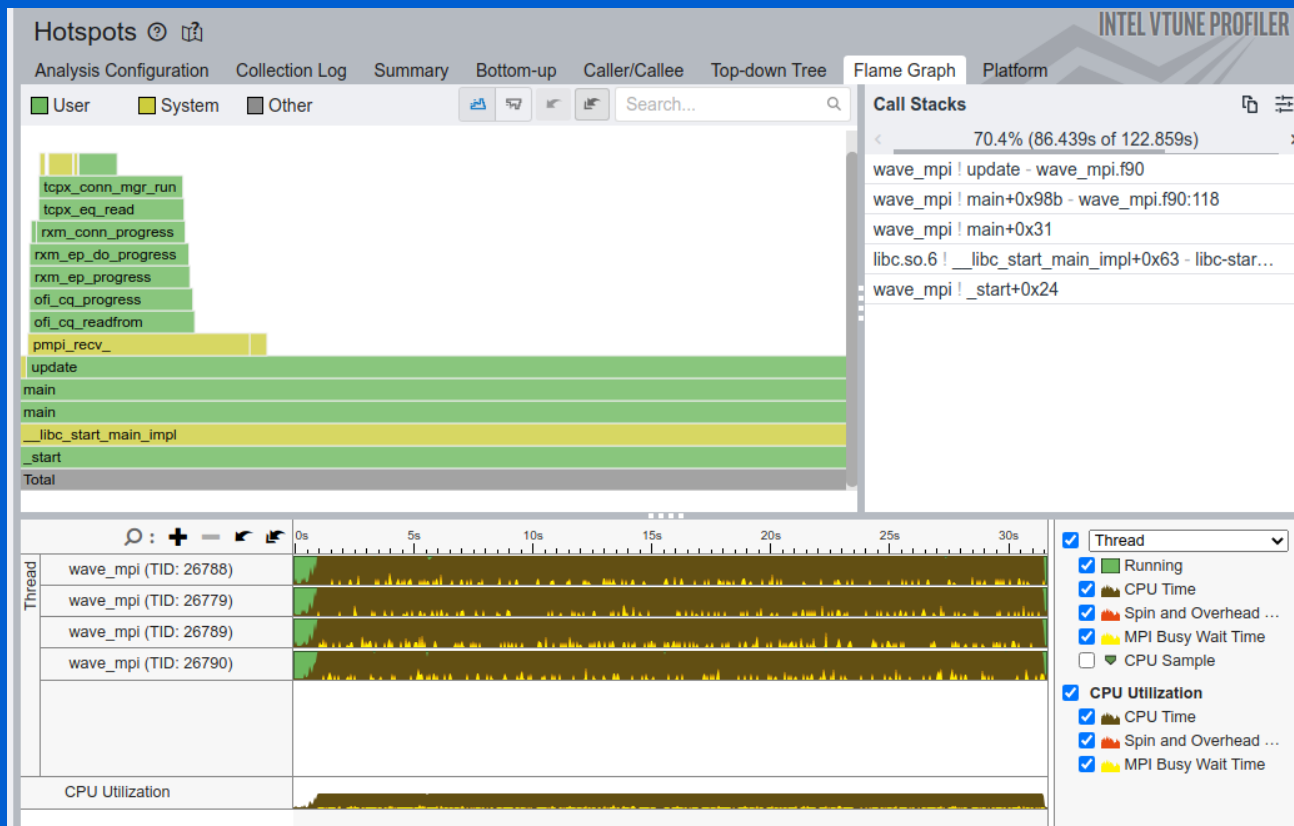 Hotspots
INTEL VTUNE PROFILER
Analysis Configuration Collection Log Summary Bottom-up Caller/Callee Top-down Tree Flame Graph Platform
User System Other Search...
tcpx_conn_mgr_run
tcpx_eq_read
rxm_conn_progress
rxm_ep_do_progress
rxm_ep_progress
ofi_cq_progress
ofi_cq_readfrom
pmpi_recv_
update
main
main
__libc_start_main_impl
_start
Total
Call Stacks
70.4% (86.439s of 122.859s)
wave_mpi ! update - wave_mpi.f90
wave_mpi ! main+0x98b - wave_mpi.f90:118
wave_mpi ! main+0x31
libc.so.6 ! __libc_start_main_impl+0x63 - libc-star...
wave_mpi ! _start+0x24
0s 5s 10s 15s 20s 25s 30s
Thread
wave_mpi (TID: 26788)
wave_mpi (TID: 26779)
wave_mpi (TID: 26789)
wave_mpi (TID: 26790)
CPU Utilization
Thread
Running
CPU Time
Spin and Overhead ...
MPI Busy Wait Time
CPU Sample
CPU Utilization
CPU Time
Spin and Overhead ...
MPI Busy Wait Time